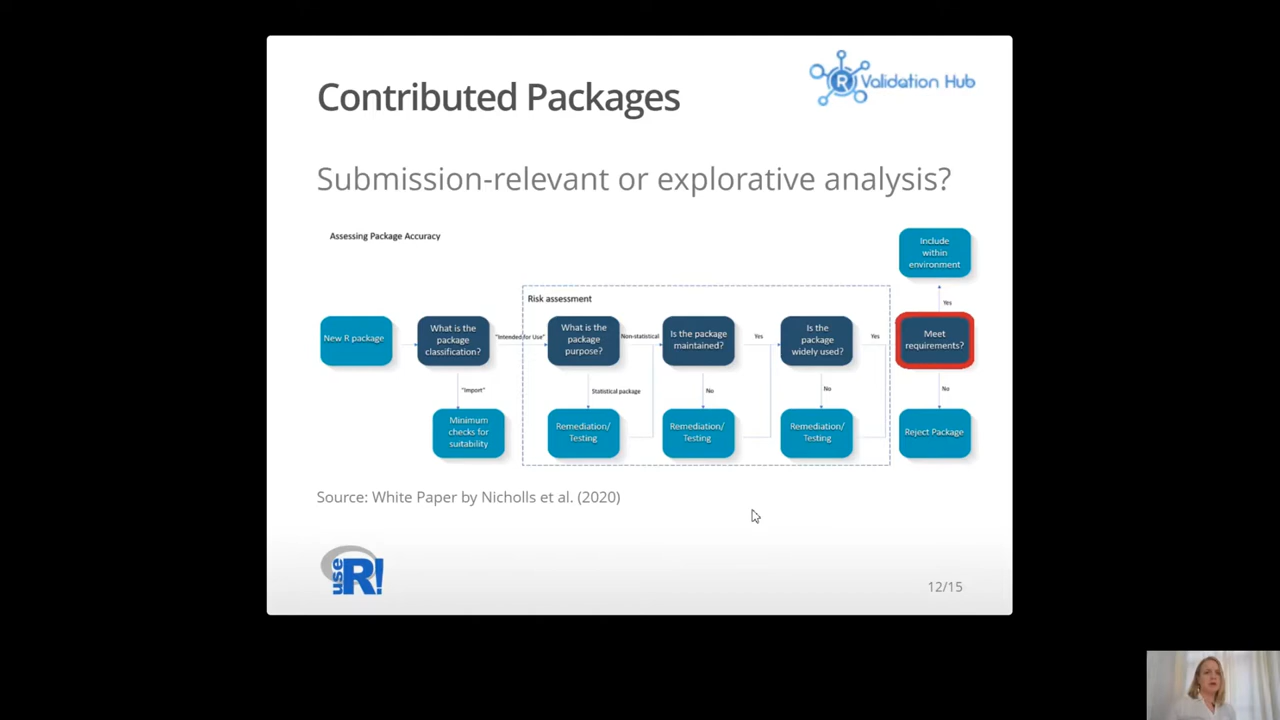 Contributed Packages
R Validation Hub
Submission-relevant or explorative analysis?
Assessing Package Accuracy
Include
within
environment
Risk assessment
Yes
New R package
What is the
package
classification?
"Intended for Use"
What is the
package
purpose?
Non-statistical
Is the package
maintained?
Yes
Is the
package
widely used?
Yes
Meet
requirements?
"Import"
Statistical package
No
No
No
Minimum
checks for
suitability
Remediation/
Testing
Remediation/
Testing
Remediation/
Testing
Reject Package
Source: White Paper by Nicholls et al. (2020)
use
R!
12/15